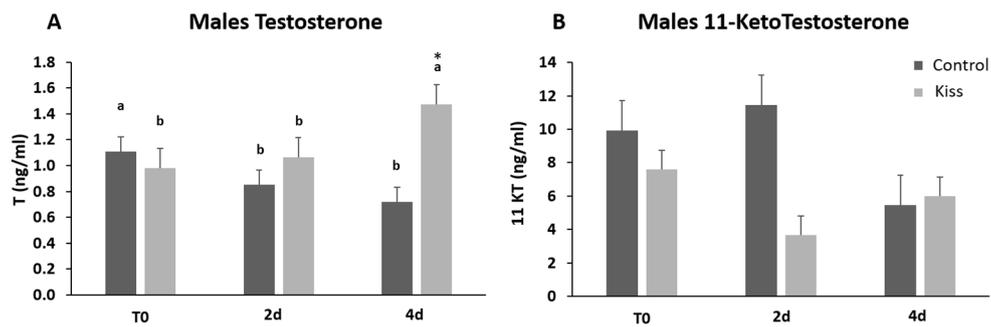 A
Males Testosterone
T (ng/ml)
1.8
1.6
1.4
1.2
1.0
0.8
0.6
0.4
0.2
0.0
a
b
b
b
b
*
a
T0
2d
4d
B
Males 11-KetoTestosterone
11 KT (ng/ml)
14
12
10
8
6
4
2
0
Control
Kiss
T0
2d
4d